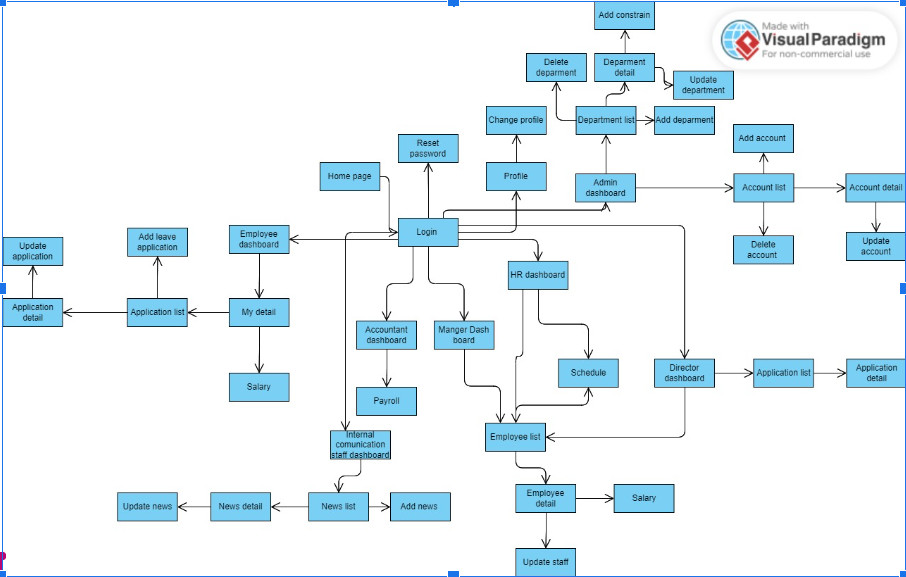 Add constrain
Made with
VisualParadigm
For non-commercial use
Delete
deparment
Deparment
detail
Update
department
Change profile
Department list
Add deparment
Reset
password
Add account
Home page
Profile
Admin
dashboard
Account list
Account detail
Update
application
Add leave
application
Employee
dashboard
Login
Delete
account
Update
account
HR dashboard
Application
detail
Application list
My detail
Accountant
dashboard
Manger Dash
board
Salary
Payroll
Schedule
Director
dashboard
Application list
Application
detail
Internal
comunication
staff dashboard
Employee list
Update news
News detail
News list
Add news
Employee
detail
Salary
Update staff